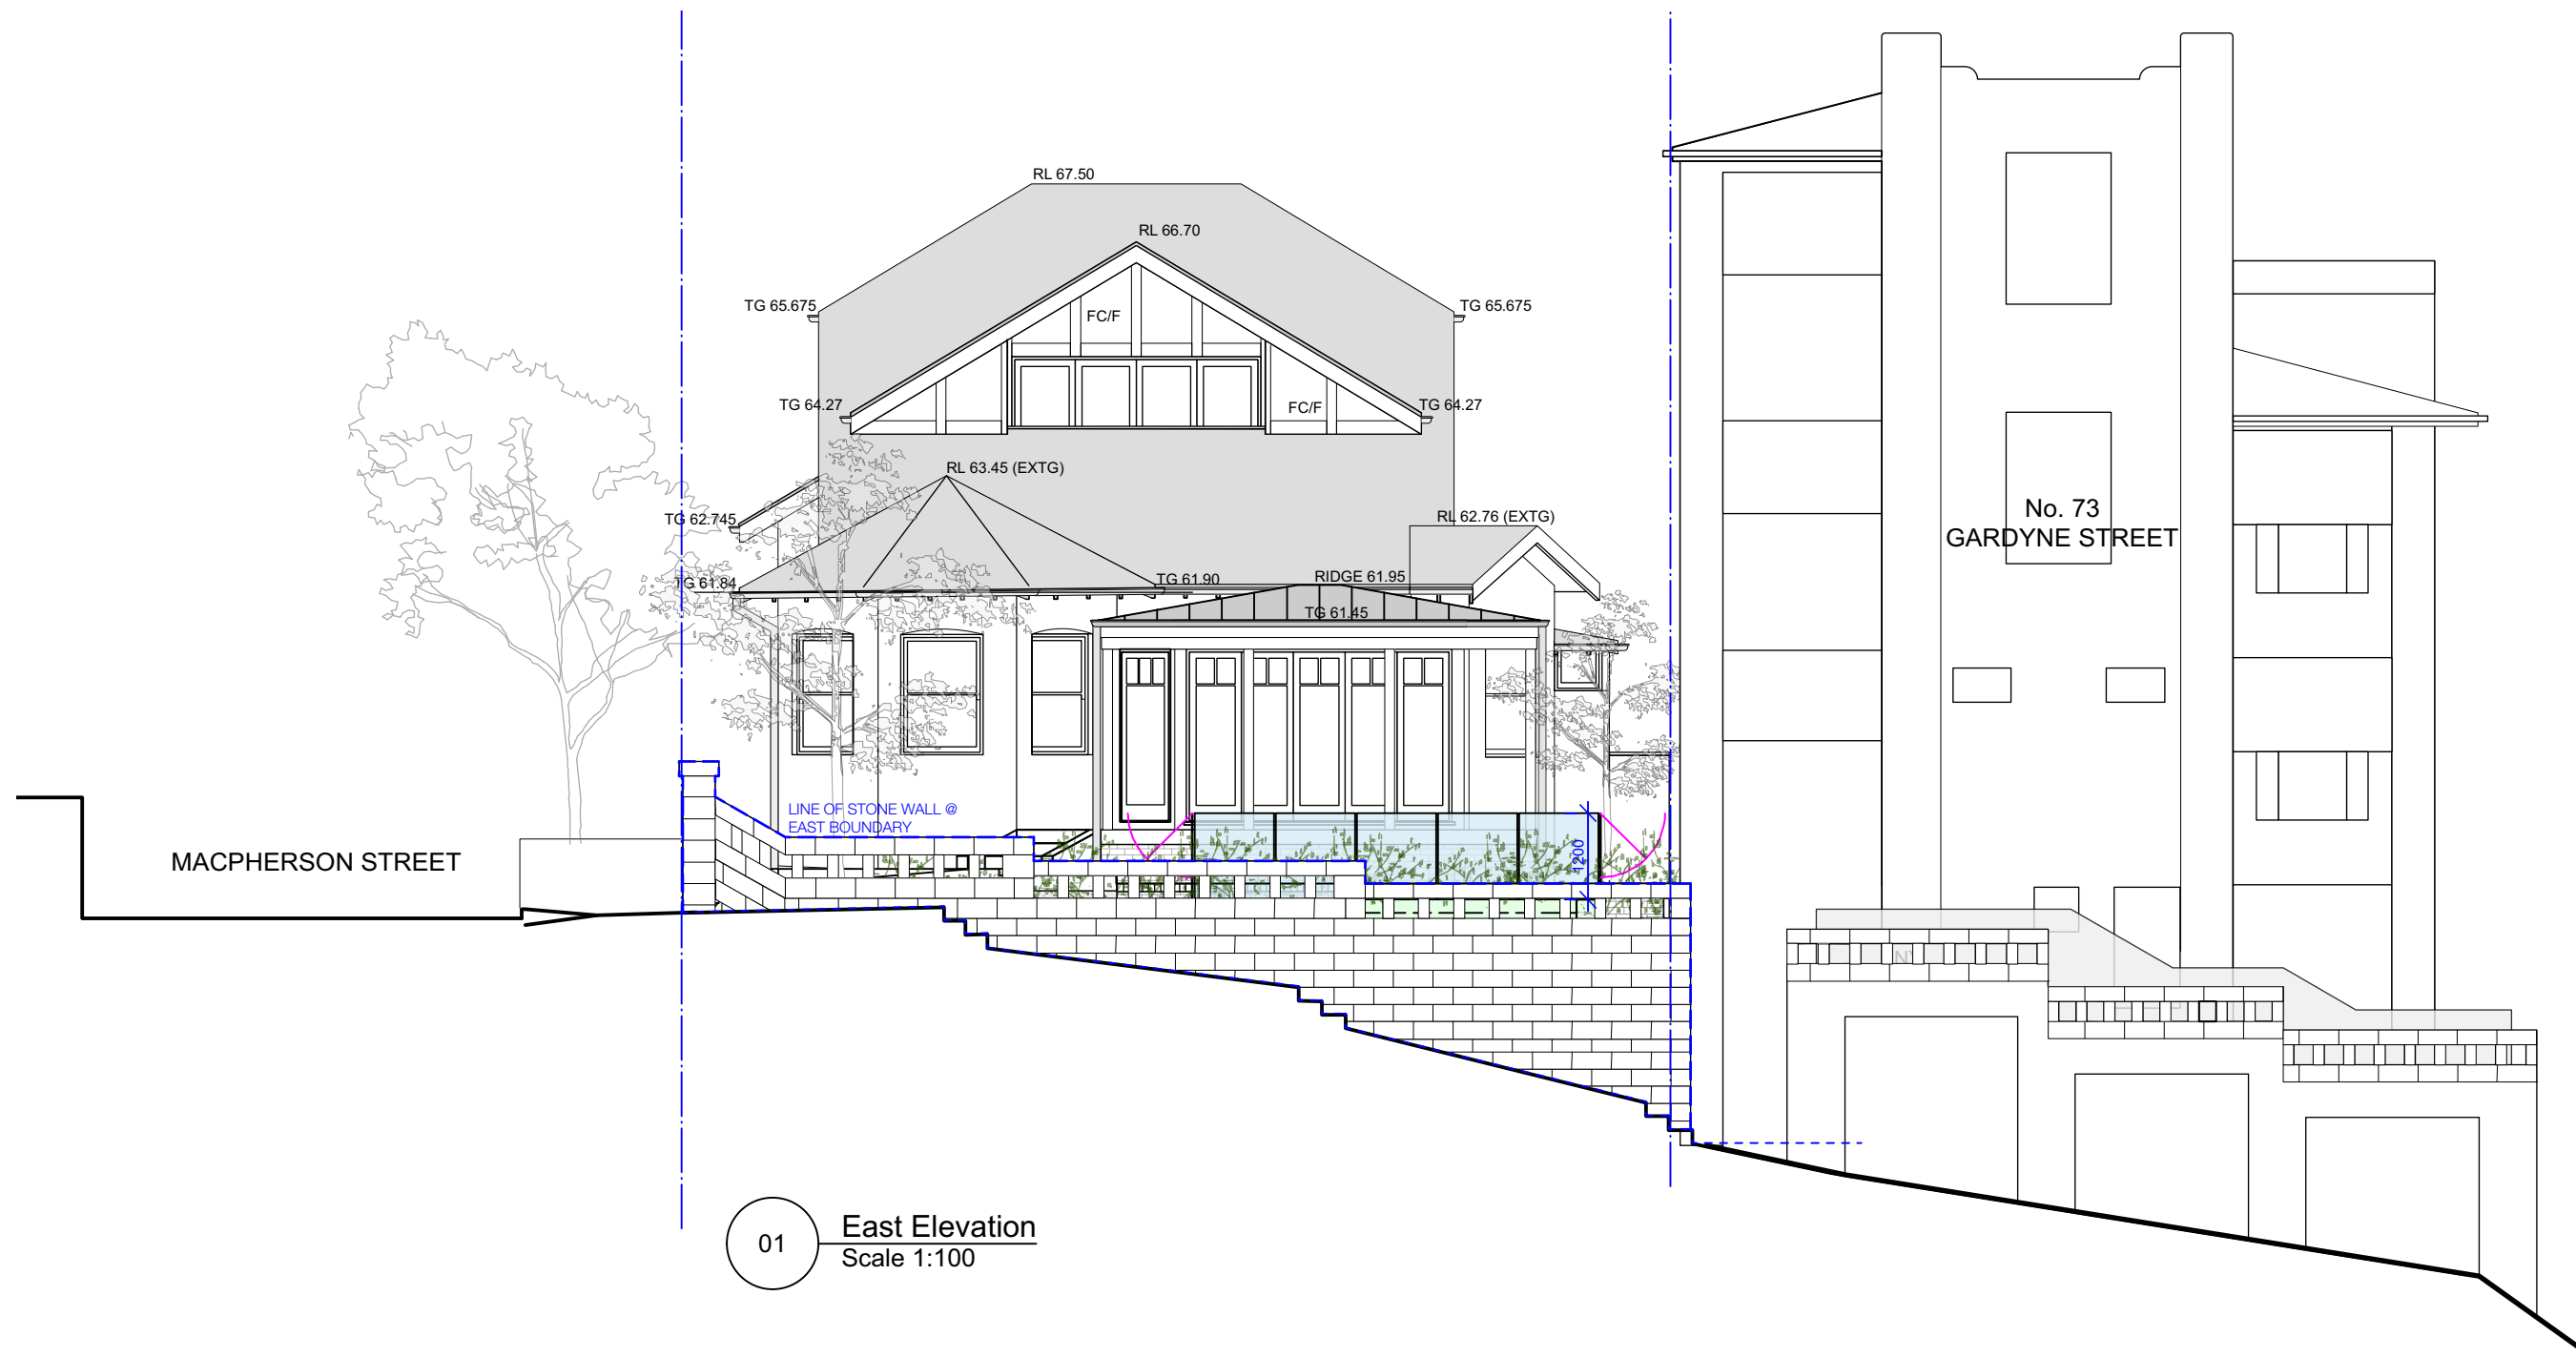 RL 67.50
RL 66.70
TG 65.675
TG 65.675
FC/F
TG 64.27
FC/F
TG 64.27
RL 63.45 (EXTG)
TG 62.745
RL 62.76 (EXTG)
No. 73
GARDYNE STREET
TG 61.84
TG 61.90
RIDGE 61.95
TG 61.45
LINE OF STONE WALL @
EAST BOUNDARY
MACPHERSON STREET
1200
01
East Elevation
Scale 1:100